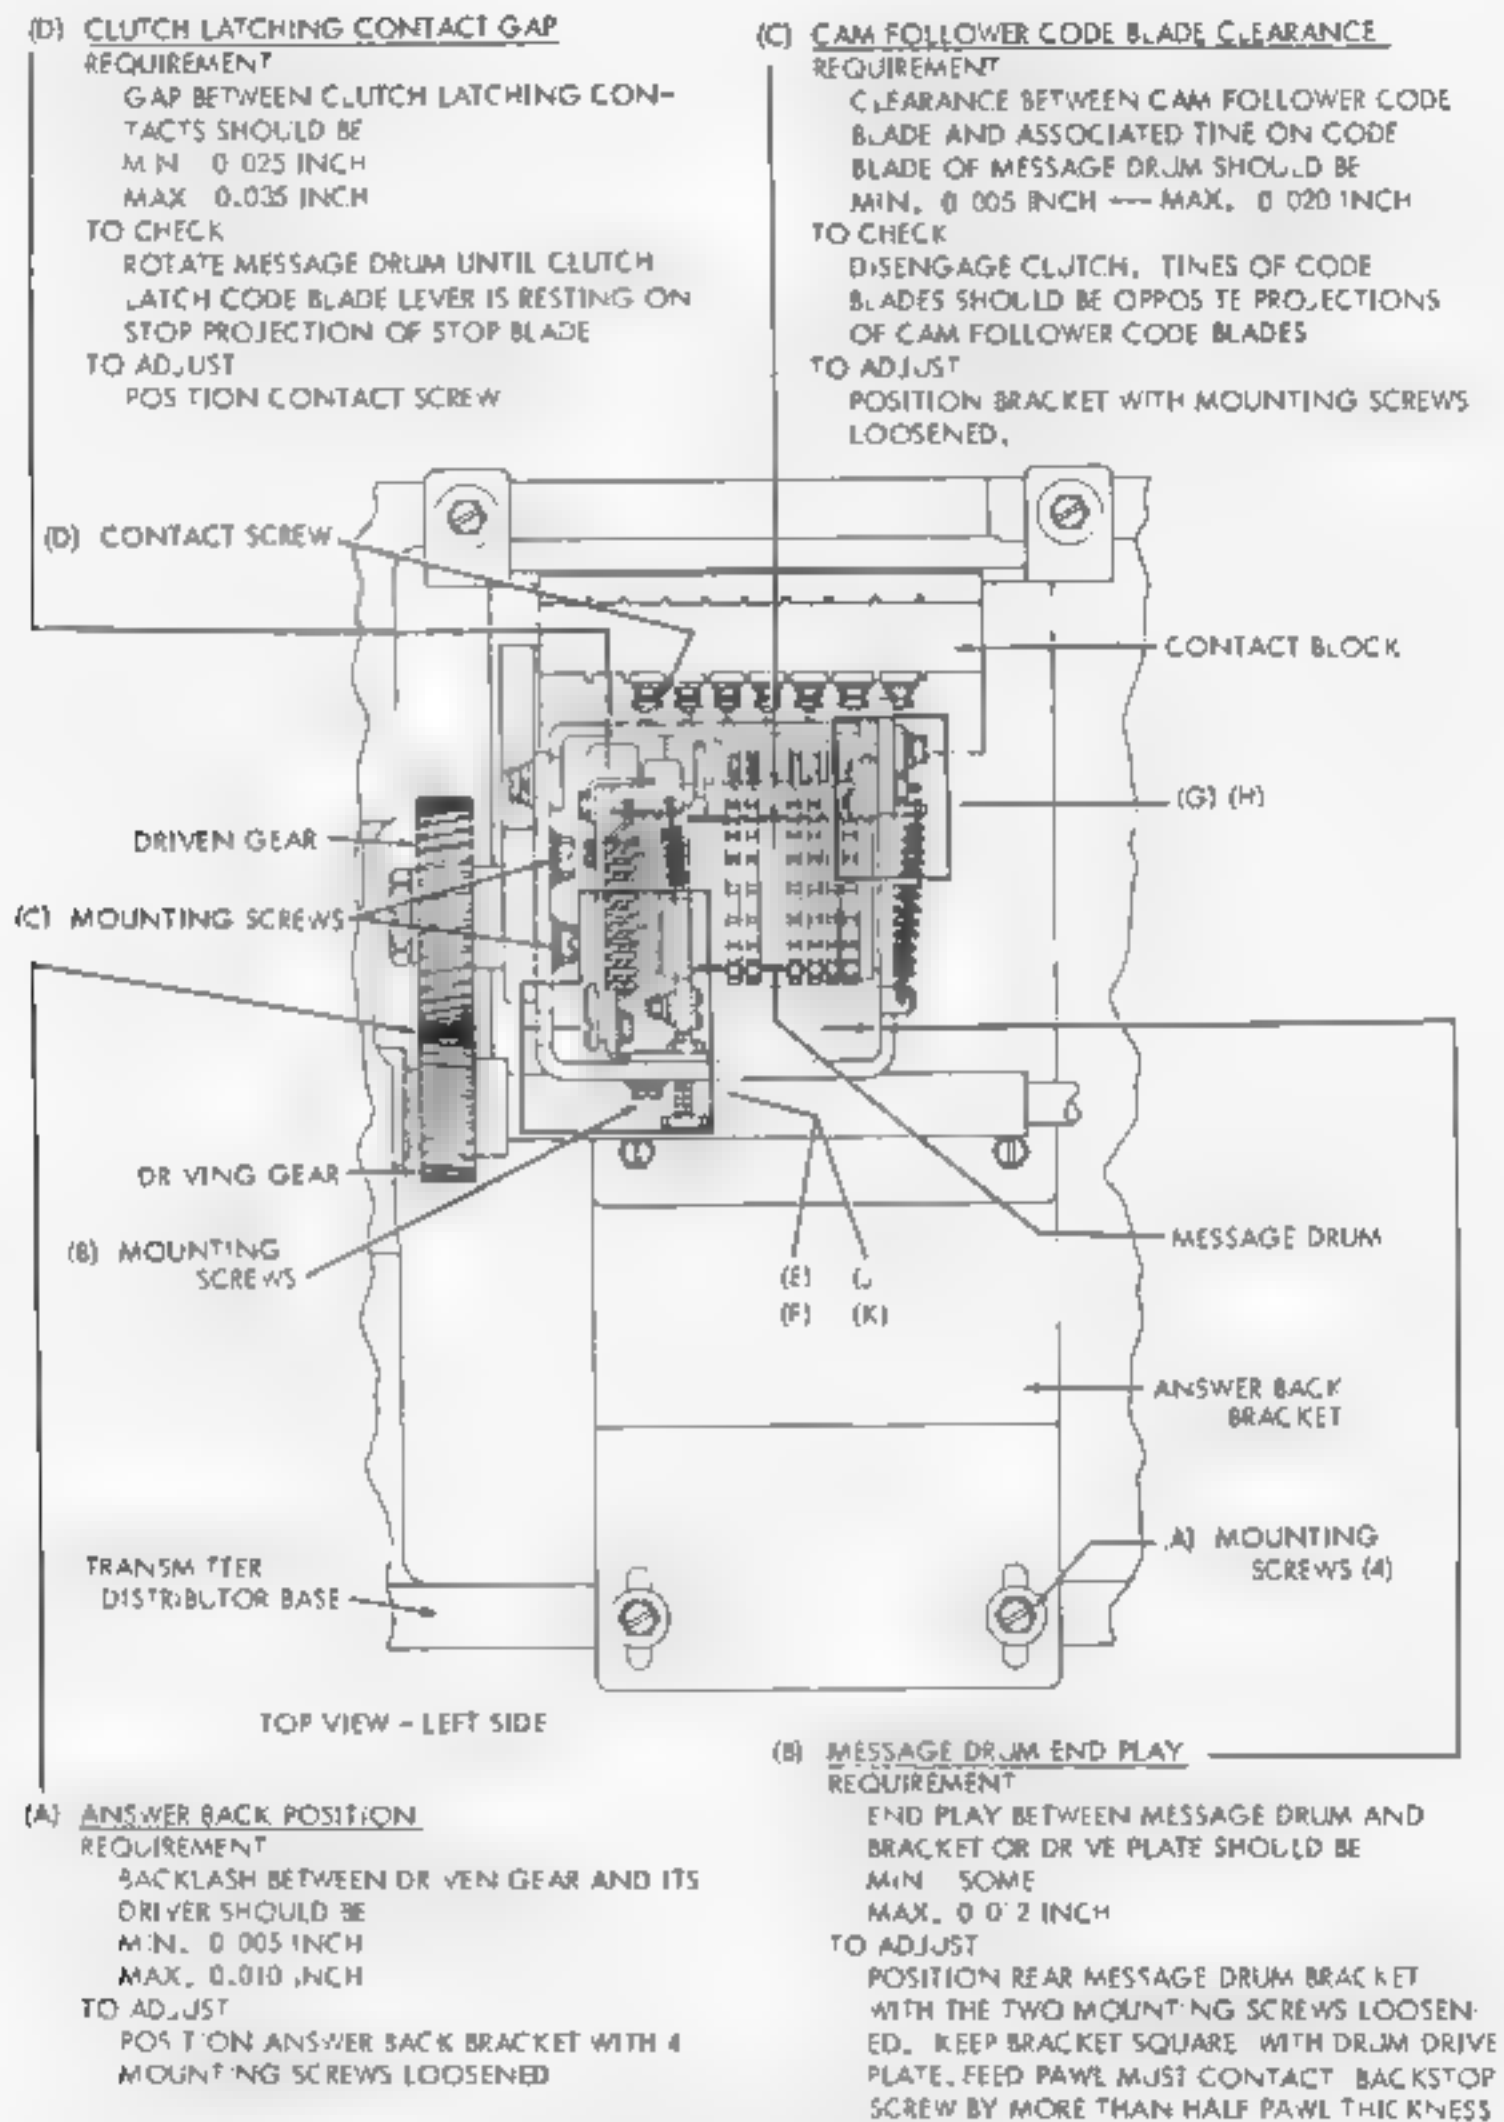 (D) CLUTCH LATCHING CONTACT GAP
REQUIREMENT
GAP BETWEEN CLUTCH LATCHING CON-
TACTS SHOULD BE
MIN 0.025 INCH
MAX 0.035 INCH
TO CHECK
ROTATE MESSAGE DRUM UNTIL CLUTCH
LATCH CODE BLADE LEVER IS RESTING ON
STOP PROJECTION OF STOP BLADE
TO ADJUST
POSITION CONTACT SCREW
(C) CAM FOLLOWER CODE BLADE CLEARANCE
REQUIREMENT
CLEARANCE BETWEEN CAM FOLLOWER CODE
BLADE AND ASSOCIATED TINE ON CODE
BLADE OF MESSAGE DRUM SHOULD BE
MIN. 0.005 INCH --- MAX. 0.020 INCH
TO CHECK
DISENGAGE CLUTCH. TINES OF CODE
BLADES SHOULD BE OPPOSITE PROJECTIONS
OF CAM FOLLOWER CODE BLADES
TO ADJUST
POSITION BRACKET WITH MOUNTING SCREWS
LOOSENED.
(D) CONTACT SCREW
CONTACT BLOCK
(G) (H)
DRIVEN GEAR
(C) MOUNTING SCREWS
DRIVING GEAR
(B) MOUNTING
SCREWS
MESSAGE DRUM
(E) (J)
(F) (K)
ANSWER BACK
BRACKET
(A) MOUNTING
SCREWS (4)
TRANSMITTER
DISTRIBUTOR BASE
TOP VIEW - LEFT SIDE
(A) ANSWER BACK POSITION
REQUIREMENT
BACKLASH BETWEEN DRIVEN GEAR AND ITS
DRIVER SHOULD BE
MIN. 0.005 INCH
MAX. 0.010 INCH
TO ADJUST
POSITION ANSWER BACK BRACKET WITH 4
MOUNTING SCREWS LOOSENED
(B) MESSAGE DRUM END PLAY
REQUIREMENT
END PLAY BETWEEN MESSAGE DRUM AND
BRACKET OR DRIVE PLATE SHOULD BE
MIN SOME
MAX. 0.012 INCH
TO ADJUST
POSITION REAR MESSAGE DRUM BRACKET
WITH THE TWO MOUNTING SCREWS LOOSEN-
ED. KEEP BRACKET SQUARE WITH DRUM DRIVE
PLATE. FEED PAWL MUST CONTACT BACKSTOP
SCREW BY MORE THAN HALF PAWL THICKNESS